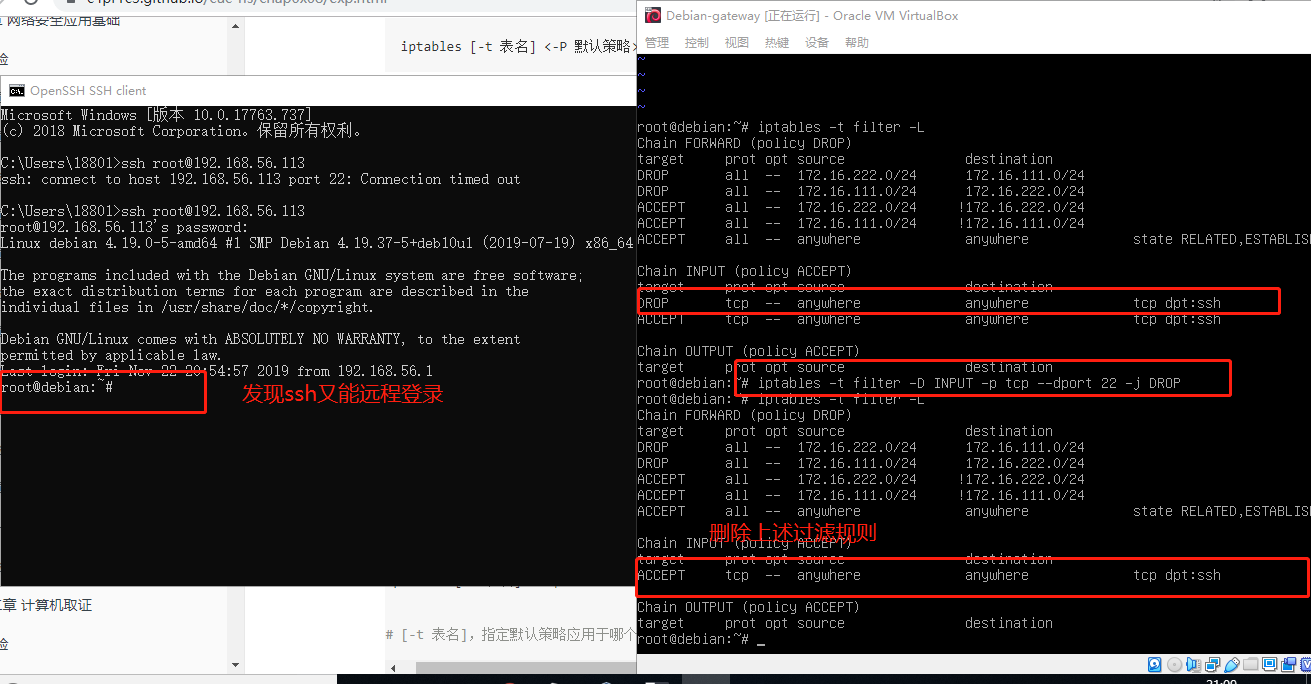 网络安全应用基础
iptables [-t 表名] <-P 默认策略>
OpenSSH SSH client
Microsoft Windows [版本 10.0.17763.737]
(c) 2018 Microsoft Corporation。保留所有权利。
C:\Users\18801>ssh root@192.168.56.113
ssh: connect to host 192.168.56.113 port 22: Connection timed out
C:\Users\18801>ssh root@192.168.56.113
root@192.168.56.113's password:
Linux debian 4.19.0-5-amd64 #1 SMP Debian 4.19.37-5+deb10u1 (2019-07-19) x86_64
The programs included with the Debian GNU/Linux system are free software;
the exact distribution terms for each program are described in the
individual files in /usr/share/doc/*/copyright.
Debian GNU/Linux comes with ABSOLUTELY NO WARRANTY, to the extent
permitted by applicable law.
Last login: Fri Nov 22 20:54:57 2019 from 192.168.56.1
root@debian:~#
发现ssh又能远程登录
章 计算机取证
验
# [-t 表名]，指定默认策略应用于哪个
Debian-gateway [正在运行] - Oracle VM VirtualBox
管理 控制 视图 热键 设备 帮助
~
~
~
~
root@debian:~# iptables -t filter -L
Chain FORWARD (policy DROP)
target prot opt source destination
DROP all -- 172.16.222.0/24 172.16.111.0/24
DROP all -- 172.16.111.0/24 172.16.222.0/24
ACCEPT all -- 172.16.222.0/24 !172.16.222.0/24
ACCEPT all -- 172.16.111.0/24 !172.16.111.0/24
ACCEPT all -- anywhere anywhere state RELATED,ESTABLIS
Chain INPUT (policy ACCEPT)
target prot opt source destination
DROP tcp -- anywhere anywhere tcp dpt:ssh
ACCEPT tcp -- anywhere anywhere tcp dpt:ssh
Chain OUTPUT (policy ACCEPT)
target prot opt source destination
root@debian:~# iptables -t filter -D INPUT -p tcp --dport 22 -j DROP
root@debian:~# iptables -t filter -L
Chain FORWARD (policy DROP)
target prot opt source destination
DROP all -- 172.16.222.0/24 172.16.111.0/24
DROP all -- 172.16.111.0/24 172.16.222.0/24
ACCEPT all -- 172.16.222.0/24 !172.16.222.0/24
ACCEPT all -- 172.16.111.0/24 !172.16.111.0/24
ACCEPT all -- anywhere anywhere state RELATED,ESTABLIS
删除上述过滤规则
Chain INPUT (policy ACCEPT)
target prot opt source destination
ACCEPT tcp -- anywhere anywhere tcp dpt:ssh
Chain OUTPUT (policy ACCEPT)
target prot opt source destination
root@debian:~# _